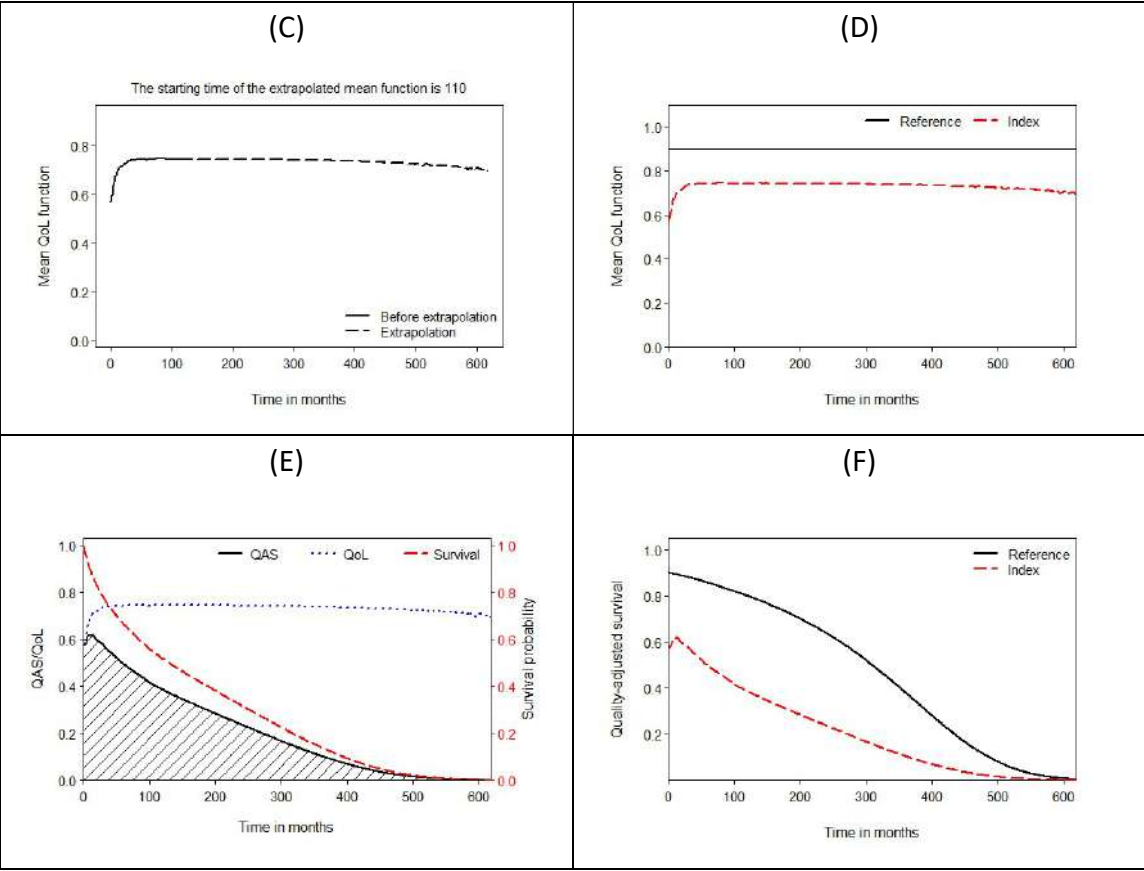 (C)
The starting time of the extrapolated mean function is 110
Mean QoL function
0.8
0.6
0.4
0.2
0.0
Before extrapolation
Extrapolation
0 100 200 300 400 500 600
Time in months
(D)
Reference Index
Mean QoL function
1.0
0.8
0.6
0.4
0.2
0.0
0 100 200 300 400 500 600
Time in months
(E)
QAS QoL Survival
QAS/QoL
1.0
0.8
0.6
0.4
0.2
0.0
1.0
0.8
0.6
0.4
0.2
0.0
Survival probability
0 100 200 300 400 500 600
Time in months
(F)
Reference
Index
Quality-adjusted survival
1.0
0.8
0.6
0.4
0.2
0 100 200 300 400 500 600
Time in months